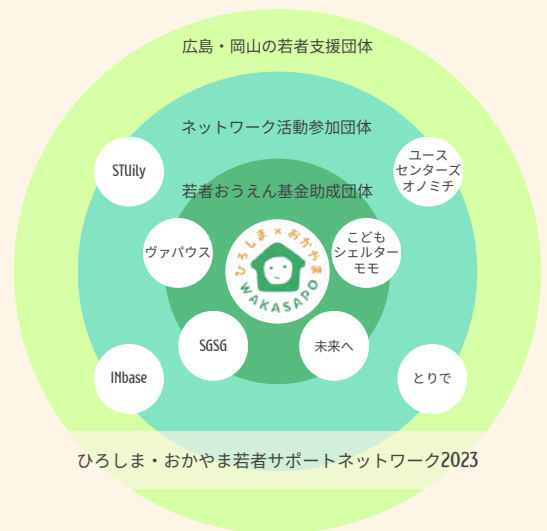 広島・岡山の若者支援団体
ネットワーク活動参加団体
STUily
ユース
センターズ
オノミチ
若者おうえん基金助成団体
ヴァパウス
ひろしま×おかやま
WAKASAPO
こども
シェルター
モモ
SGSG
未来へ
INbase
とりで
ひろしま・おかやま若者サポートネットワーク2023